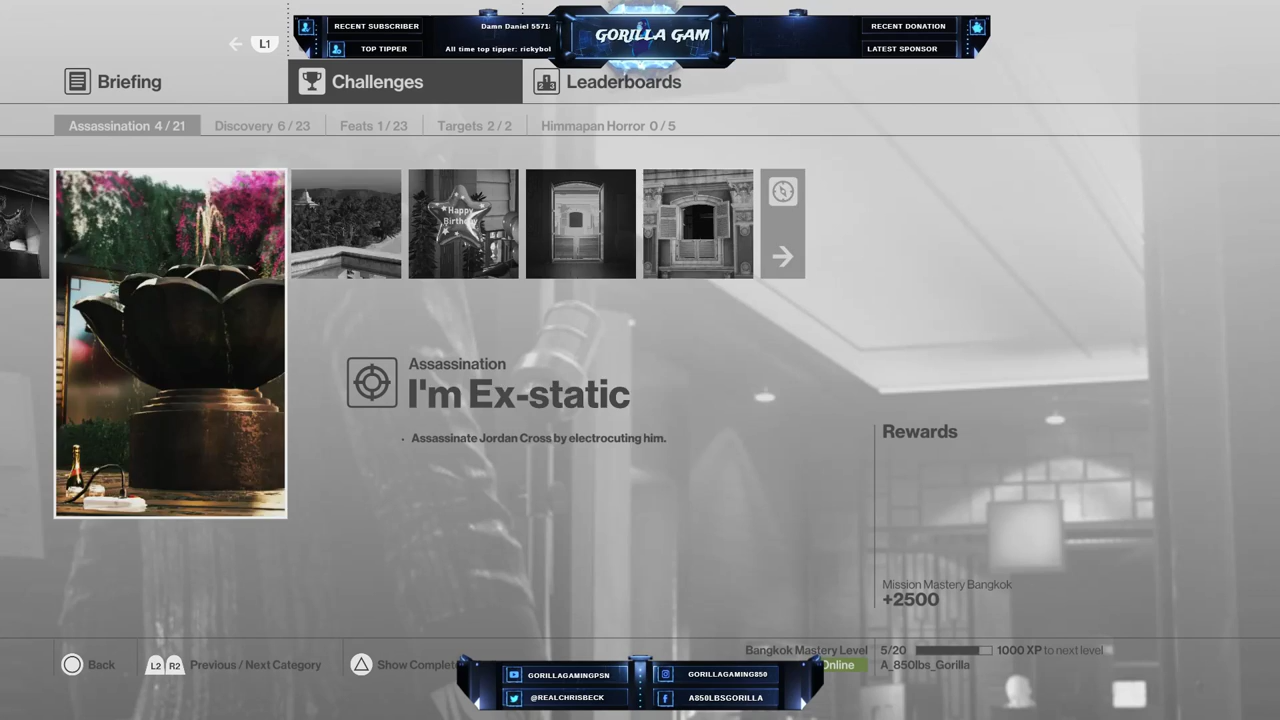 RECENT SUBSCRIBER
Damn Daniel 5571
TOP TIPPER
All time top tipper: rickybol
GORILLA GAM
RECENT DONATION
LATEST SPONSOR
L1
Briefing
Challenges
Leaderboards
Assassination 4 / 21
Discovery 6 / 23
Feats 1 / 23
Targets 2 / 2
Himmapan Horror 0 / 5
Happy
Birthday
Assassination
I'm Ex-static
· Assassinate Jordan Cross by electrocuting him.
Rewards
Mission Mastery Bangkok
+2500
Back
L2 R2 Previous / Next Category
Show Complet
Bangkok Mastery Level
5/20
1000 XP to next level
Online
A_850lbs_Gorilla
GORILLAGAMINGPSN
GORILLAGAMING850
@REALCHRISBECK
A850LBSGORILLA